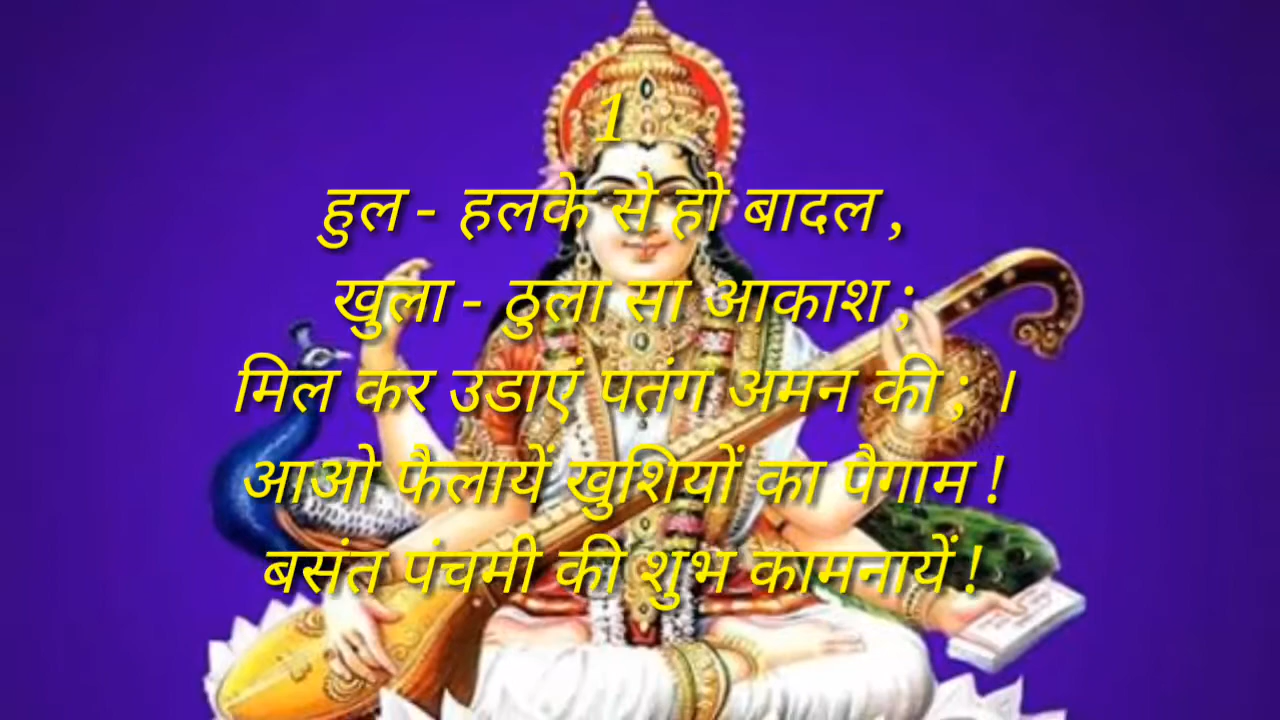 1
हुल - हलके से हो बादल ,
खुला - ठुला सा आकाश ;
मिल कर उडाएं पतंग अमन की ; ।
आओ फैलायें खुशियों का पैगाम !
बसंत पंचमी की शुभ कामनायें !